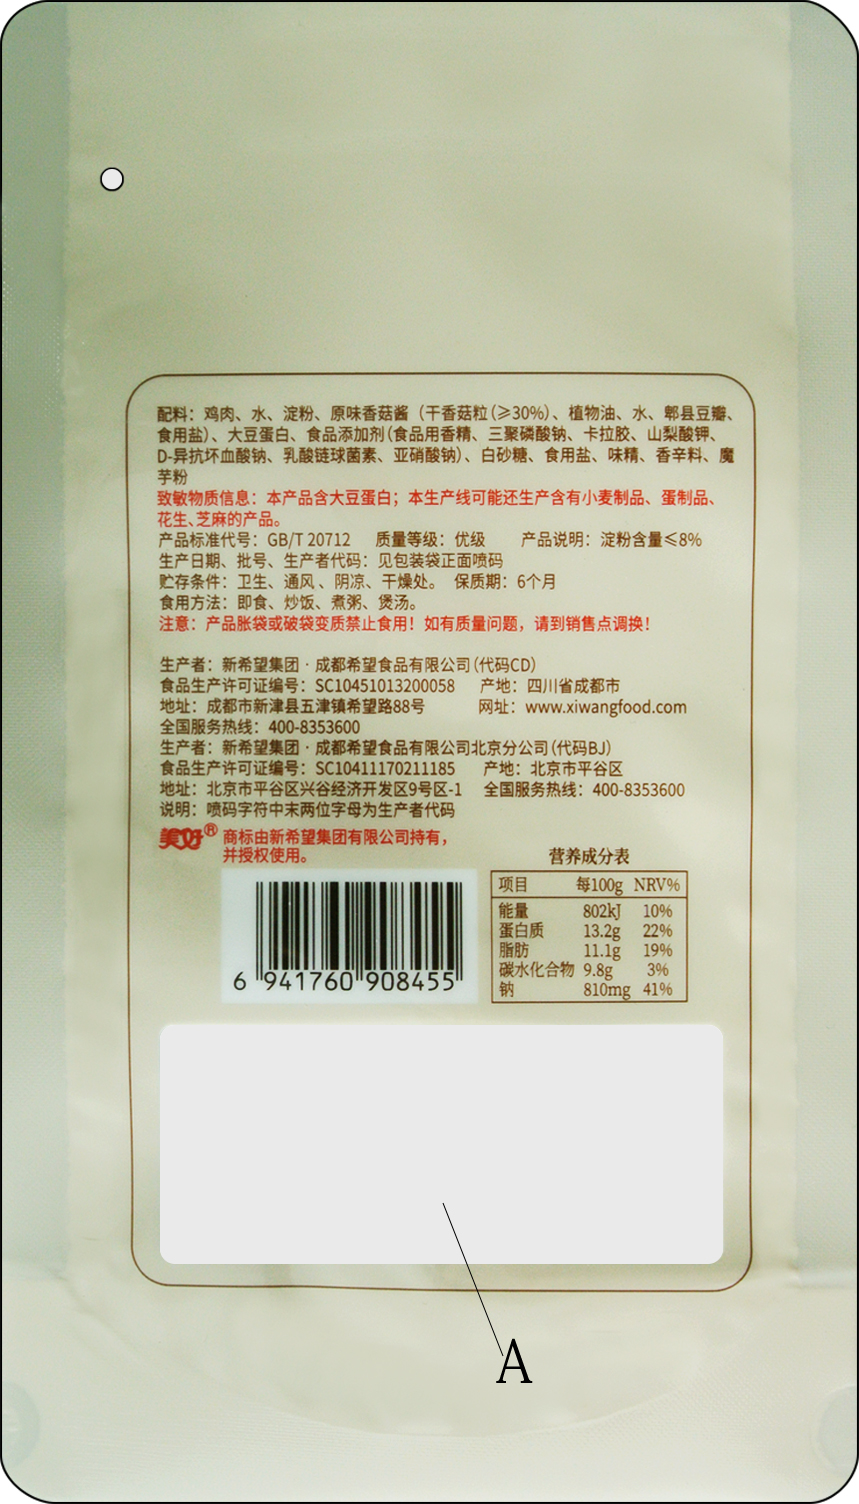 配料：鸡肉、水、淀粉、原味香菇酱（干香菇粒(≥30%)、植物油、水、郫县豆瓣、
食用盐)、大豆蛋白、食品添加剂(食品用香精、三聚磷酸钠、卡拉胶、山梨酸钾、
D-异抗坏血酸钠、乳酸链球菌素、亚硝酸钠)、白砂糖、食用盐、味精、香辛料、魔
芋粉
致敏物质信息：本产品含大豆蛋白；本生产线可能还生产含有小麦制品、蛋制品、
花生、芝麻的产品。
产品标准代号：GB/T 20712 质量等级：优级 产品说明：淀粉含量≤8%
生产日期、批号、生产者代码：见包装袋正面喷码
贮存条件：卫生、通风、阴凉、干燥处。 保质期：6个月
食用方法：即食、炒饭、煮粥、煲汤。
注意：产品胀袋或破袋变质禁止食用！如有质量问题，请到销售点调换！
生产者：新希望集团·成都希望食品有限公司(代码CD)
食品生产许可证编号：SC10451013200058 产地：四川省成都市
地址：成都市新津县五津镇希望路88号 网址：www.xiwangfood.com
全国服务热线：400-8353600
生产者：新希望集团·成都希望食品有限公司北京分公司(代码BJ)
食品生产许可证编号：SC10411170211185 产地：北京市平谷区
地址：北京市平谷区兴谷经济开发区9号区-1 全国服务热线：400-8353600
说明：喷码字符中末两位字母为生产者代码
美好® 商标由新希望集团有限公司持有，
并授权使用。
营养成分表
项目 每100g NRV%
能量 802kJ 10%
蛋白质 13.2g 22%
脂肪 11.1g 19%
碳水化合物 9.8g 3%
钠 810mg 41%
6 941760 908455
A